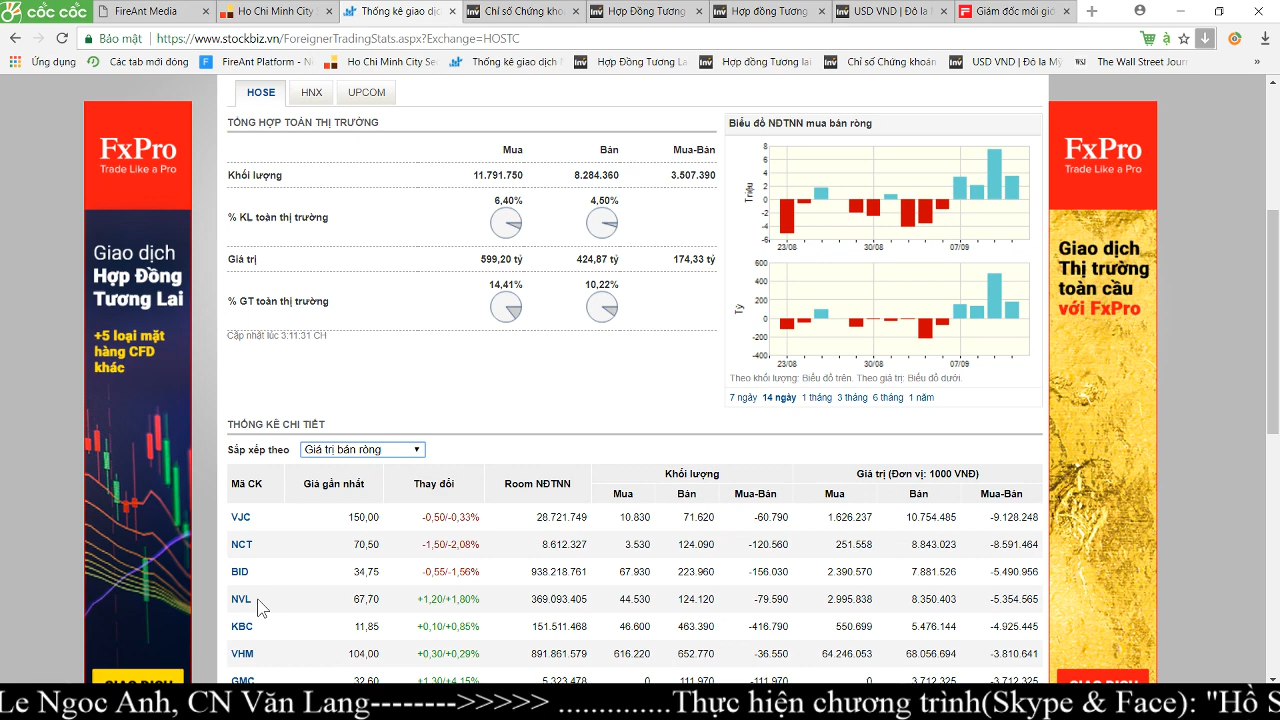 cốc cốc
FireAnt Media
Ho Chi Minh City
Thống kê giao dịc
Chỉ số Chứng khoá
Hợp Đồng Tương
Hợp đồng Tương
USD VND | Đô la M
Giám đốc môi giớ
Bảo mật
https://www.stockbiz.vn/ForeignerTradingStats.aspx?Exchange=HOSTC
Ứng dụng
Các tab mới đóng
FireAnt Platform - N
Ho Chi Minh City Se
Thống kê giao dịch
Hợp Đồng Tương La
Hợp đồng Tương lai
Chỉ số Chứng khoán
USD VND | Đô la Mỹ
The Wall Street Jour
HOSE
HNX
UPCOM
TỔNG HỢP TOÀN THỊ TRƯỜNG
Mua Bán Mua-Bán
Khối lượng 11.791.750 8.284.360 3.507.390
6,40% 4,50%
% KL toàn thị trường
Giá trị 599,20 tỷ 424,87 tỷ 174,33 tỷ
14,41% 10,22%
% GT toàn thị trường
Cập nhật lúc 3:11:31 CH
Biểu đồ NDTNN mua bán ròng
Triệu
8
6
4
2
0
-2
-4
-6
23/08 30/08 07/09
Tỷ
600
400
200
0
-200
-400
23/08 30/08 07/09
Theo khối lượng: Biểu đồ trên. Theo giá trị: Biểu đồ dưới.
7 ngày 14 ngày 1 tháng 3 tháng 6 tháng 1 năm
THỐNG KÊ CHI TIẾT
Sắp xếp theo Giá trị bán ròng
Mã CK Giá gần nhất Thay đổi Room NĐTNN Khối lượng Giá trị (Đơn vị: 1000 VNĐ)
Mua Bán Mua-Bán Mua Bán Mua-Bán
VJC 150,00 -0,50/-0,33% 28.721.749 10.830 71.620 -60.790 1.626.237 10.754.485 -9.128.248
NCT 70,50 -1,50/-2,08% 8.612.327 3.530 124.090 -120.560 251.559 8.843.023 -8.591.464
BID 34,75 -0,55/-1,56% 938.218.761 67.930 223.960 -156.030 2.390.570 7.881.526 -5.490.956
NVL 67,70 +1,20/+1,80% 369.093.405 44.530 124.120 -79.590 2.995.838 8.350.403 -5.354.565
KBC 11,85 +0,10/+0,85% 151.511.468 46.600 463.390 -416.790 550.699 5.476.144 -4.925.445
VHM 104,00 +0,30/+0,29% 891.861.579 616.220 652.770 -36.550 64.246.053 68.056.694 -3.810.641
GMC
FxPro
Trade Like a Pro
Giao dịch
Hợp Đồng
Tương Lai
+5 loại mặt
hàng CFD
khác
FxPro
Trade Like a Pro
Giao dịch
Thị trường
toàn cầu
với FxPro
Le Ngoc Anh, CN Văn Lang-------->>>>> ..............Thực hiện chương trình(Skype & Face): "Hồ S